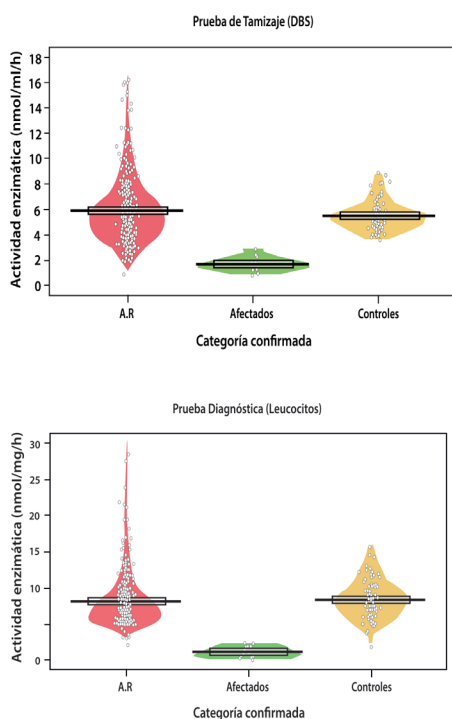 Prueba de Tamizaje (DBS)
Actividad enzimática (nmol/ml/h)
18
16
14
12
10
8
6
4
2
0
A.R Afectados Controles
Categoría confirmada
Prueba Diagnóstica (Leucocitos)
Actividad enzimática (nmol/mg/h)
30
25
20
15
10
0
A.R Afectados Controles
Categoría confirmada